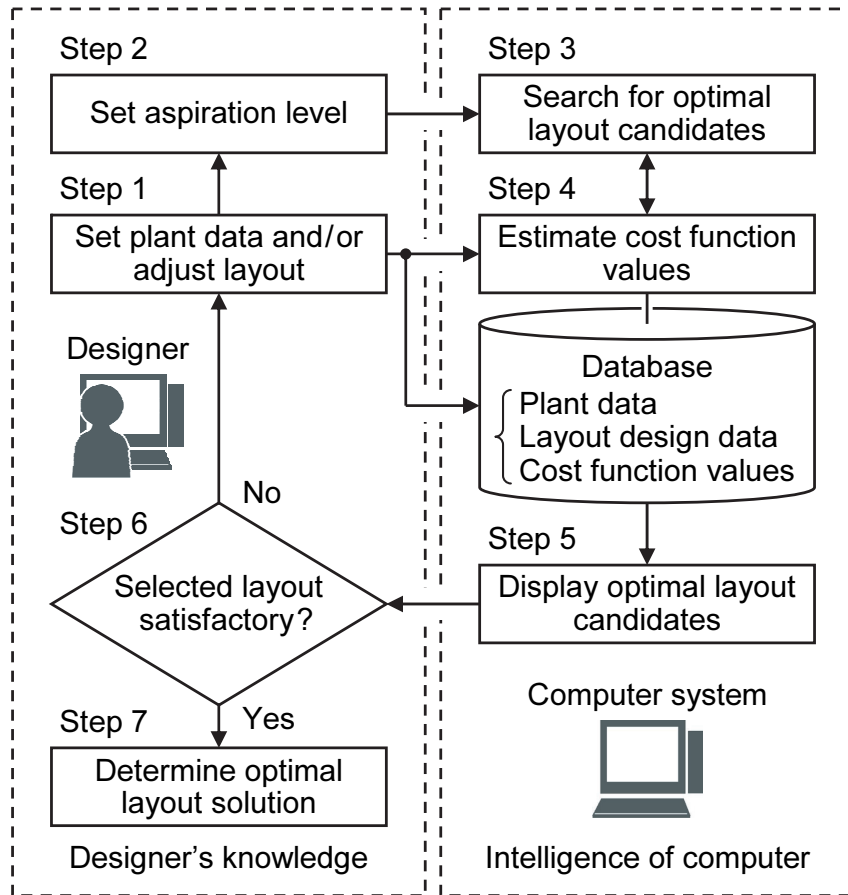 Step 2
Set aspiration level
Step 1
Set plant data and/or
adjust layout
Designer
No
Step 6
Selected layout
satisfactory?
Step 7
Yes
Determine optimal
layout solution
Designer's knowledge
Step 3
Search for optimal
layout candidates
Step 4
Estimate cost function
values
Database
Plant data
Layout design data
Cost function values
Step 5
Display optimal layout
candidates
Computer system
Intelligence of computer